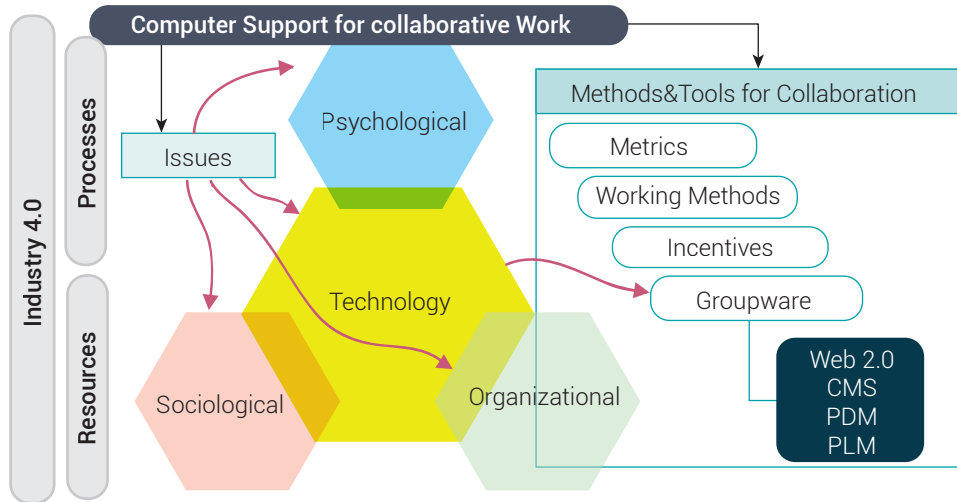 Computer Support for collaborative Work
Industry 4.0
Processes
Resources
Issues
Psychological
Technology
Sociological
Organizational
Methods&Tools for Collaboration
Metrics
Working Methods
Incentives
Groupware
Web 2.0
CMS
PDM
PLM